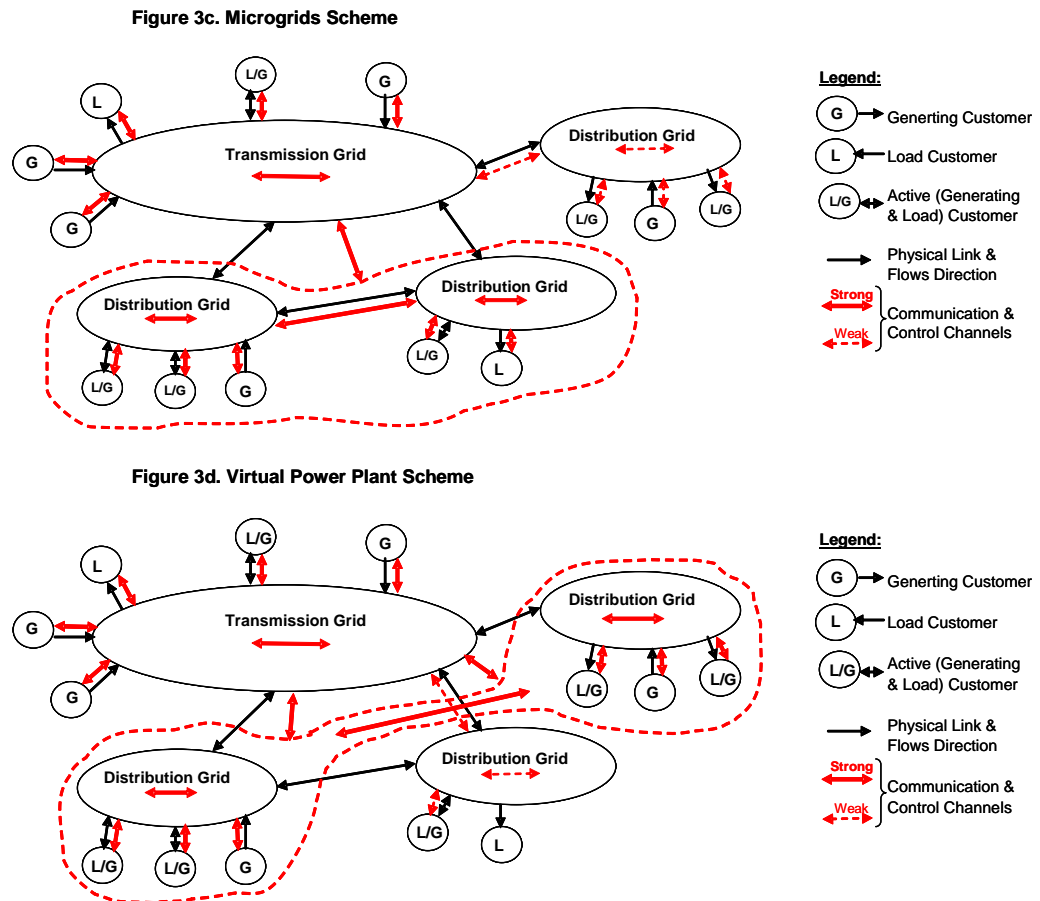 Figure 3c. Microgrids Scheme
L/G
G
L
G
G
Transmission Grid
Distribution Grid
L/G
G
L/G
Distribution Grid
Distribution Grid
L/G
L/G
G
L/G
L
Legend:
G
Generting Customer
L
Load Customer
L/G
Active (Generating
& Load) Customer
Physical Link &
Flows Direction
Strong
Communication &
Weak
Control Channels
Figure 3d. Virtual Power Plant Scheme
L/G
G
L
G
G
Transmission Grid
Distribution Grid
L/G
G
L/G
Distribution Grid
Distribution Grid
L/G
L/G
G
L/G
L
Legend:
G
Generting Customer
L
Load Customer
L/G
Active (Generating
& Load) Customer
Physical Link &
Flows Direction
Strong
Communication &
Weak
Control Channels